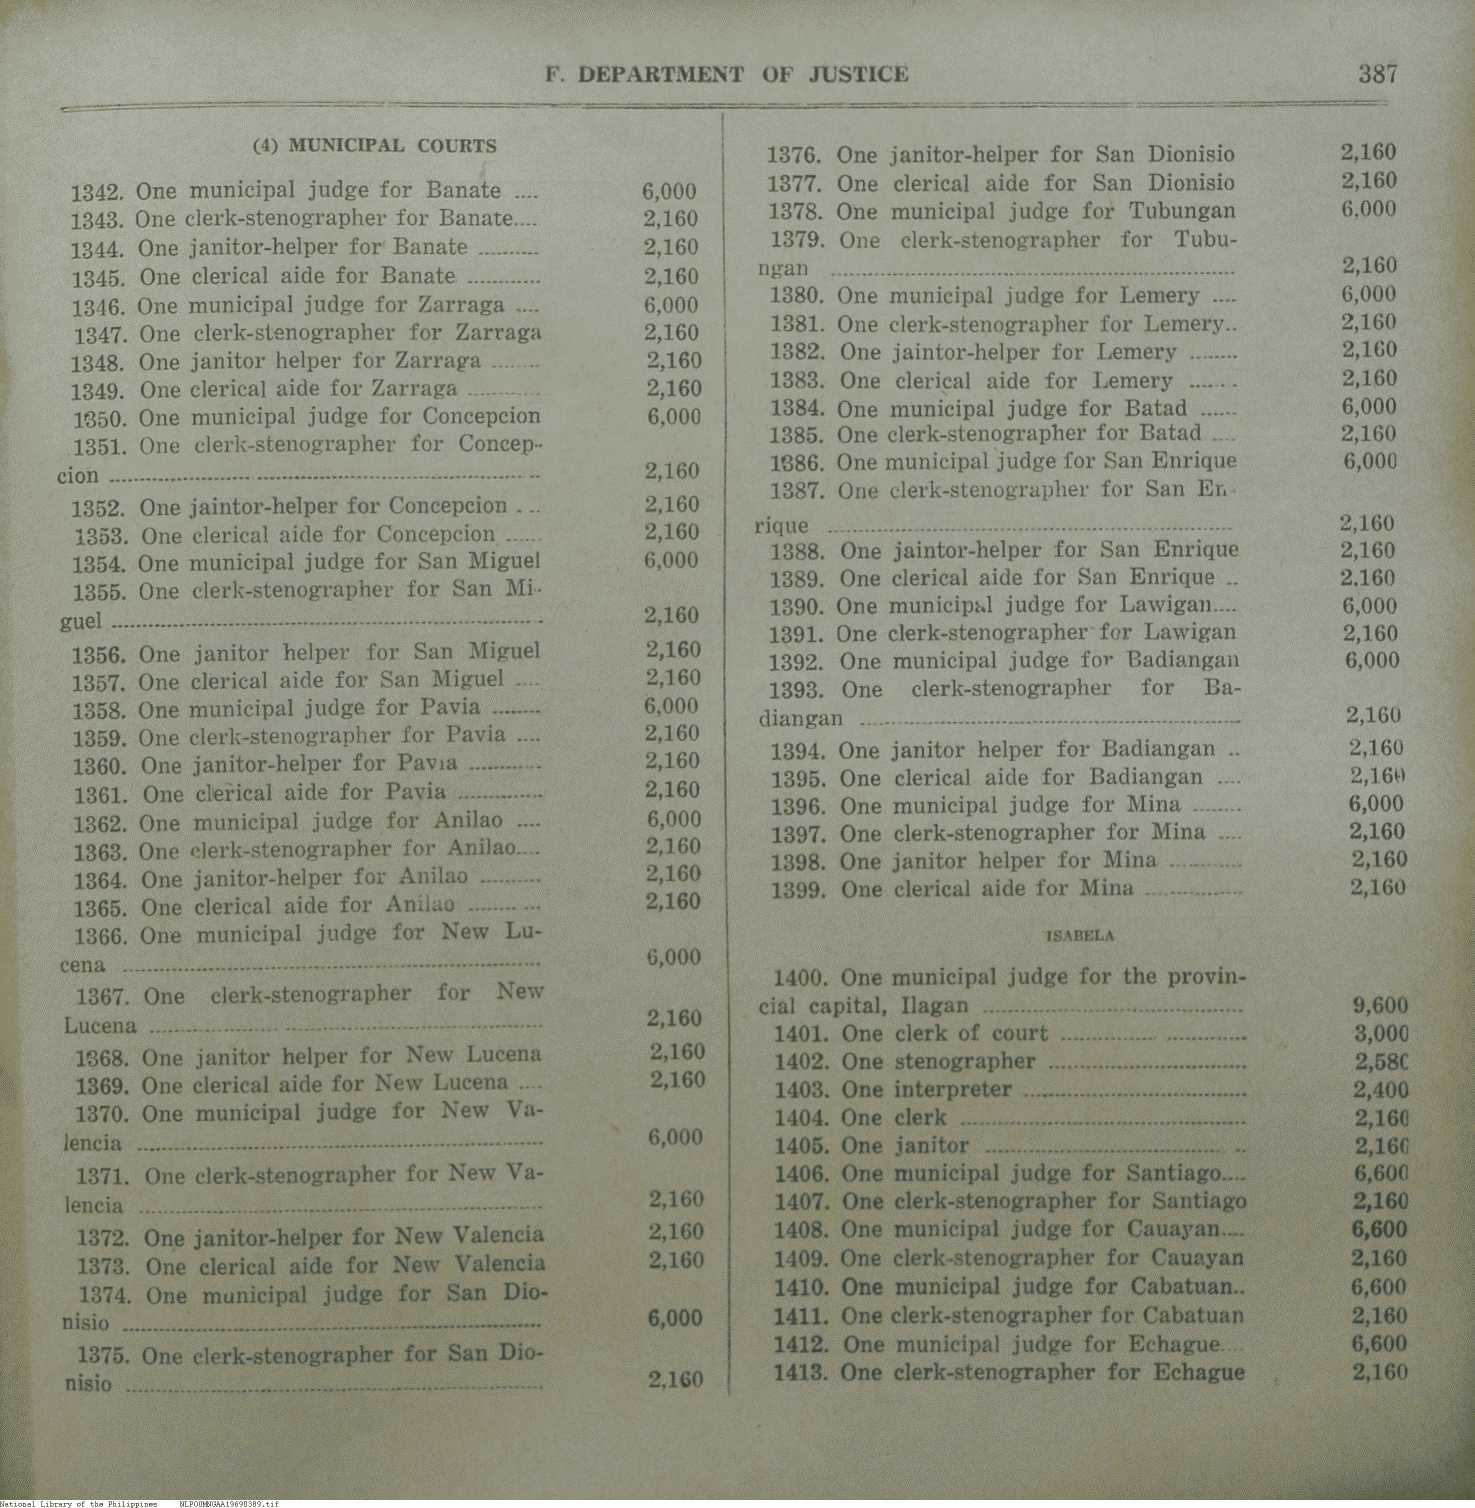 F. DEPARTMENT OF JUSTICE 387
(4) MUNICIPAL COURTS
1342. One municipal judge for Banate .... 6,000
1343. One clerk-stenographer for Banate.... 2,160
1344. One janitor-helper for Banate .......... 2,160
1345. One clerical aide for Banate ............ 2,160
1346. One municipal judge for Zarraga .... 6,000
1347. One clerk-stenographer for Zarraga 2,160
1348. One janitor helper for Zarraga ........ 2,160
1349. One clerical aide for Zarraga ............ 2,160
1350. One municipal judge for Concepcion 6,000
1351. One clerk-stenographer for Concep-
cion ........................................ 2,160
1352. One jaintor-helper for Concepcion .... 2,160
1353. One clerical aide for Concepcion ...... 2,160
1354. One municipal judge for San Miguel 6,000
1355. One clerk-stenographer for San Mi-
guel ........................................ 2,160
1356. One janitor helper for San Miguel 2,160
1357. One clerical aide for San Miguel .... 2,160
1358. One municipal judge for Pavia ........ 6,000
1359. One clerk-stenographer for Pavia .... 2,160
1360. One janitor-helper for Pavia ............ 2,160
1361. One clerical aide for Pavia .............. 2,160
1362. One municipal judge for Anilao .... 6,000
1363. One clerk-stenographer for Anilao.... 2,160
1364. One janitor-helper for Anilao .......... 2,160
1365. One clerical aide for Anilao ............ 2,160
1366. One municipal judge for New Lu-
cena ........................................ 6,000
1367. One clerk-stenographer for New
Lucena ........................................ 2,160
1368. One janitor helper for New Lucena 2,160
1369. One clerical aide for New Lucena .... 2,160
1370. One municipal judge for New Va-
lencia ........................................ 6,000
1371. One clerk-stenographer for New Va-
lencia ........................................ 2,160
1372. One janitor-helper for New Valencia 2,160
1373. One clerical aide for New Valencia 2,160
1374. One municipal judge for San Dio-
nisio ........................................ 6,000
1375. One clerk-stenographer for San Dio-
nisio ........................................ 2,160
1376. One janitor-helper for San Dionisio 2,160
1377. One clerical aide for San Dionisio 2,160
1378. One municipal judge for Tubungan 6,000
1379. One clerk-stenographer for Tubu-
ngan ........................................ 2,160
1380. One municipal judge for Lemery .... 6,000
1381. One clerk-stenographer for Lemery.. 2,160
1382. One jaintor-helper for Lemery ........ 2,160
1383. One clerical aide for Lemery ........ 2,160
1384. One municipal judge for Batad ...... 6,000
1385. One clerk-stenographer for Batad .... 2,160
1386. One municipal judge for San Enrique 6,000
1387. One clerk-stenographer for San En-
rique ........................................ 2,160
1388. One jaintor-helper for San Enrique 2,160
1389. One clerical aide for San Enrique .. 2,160
1390. One municipal judge for Lawigan.... 6,000
1391. One clerk-stenographer for Lawigan 2,160
1392. One municipal judge for Badiangan 6,000
1393. One clerk-stenographer for Ba-
diangan ........................................ 2,160
1394. One janitor helper for Badiangan .. 2,160
1395. One clerical aide for Badiangan .... 2,160
1396. One municipal judge for Mina ........ 6,000
1397. One clerk-stenographer for Mina .... 2,160
1398. One janitor helper for Mina ............ 2,160
1399. One clerical aide for Mina ................ 2,160
ISABELA
1400. One municipal judge for the provin-
cial capital, Ilagan ........................................ 9,600
1401. One clerk of court .............................. 3,000
1402. One stenographer ................................ 2,580
1403. One interpreter .................................... 2,400
1404. One clerk ........................................ 2,160
1405. One janitor ........................................ 2,160
1406. One municipal judge for Santiago.... 6,600
1407. One clerk-stenographer for Santiago 2,160
1408. One municipal judge for Cauayan.... 6,600
1409. One clerk-stenographer for Cauayan 2,160
1410. One municipal judge for Cabatuan.. 6,600
1411. One clerk-stenographer for Cabatuan 2,160
1412. One municipal judge for Echague.... 6,600
1413. One clerk-stenographer for Echague 2,160
National Library of the Philippines NLPOOMNGAA19690389.tif